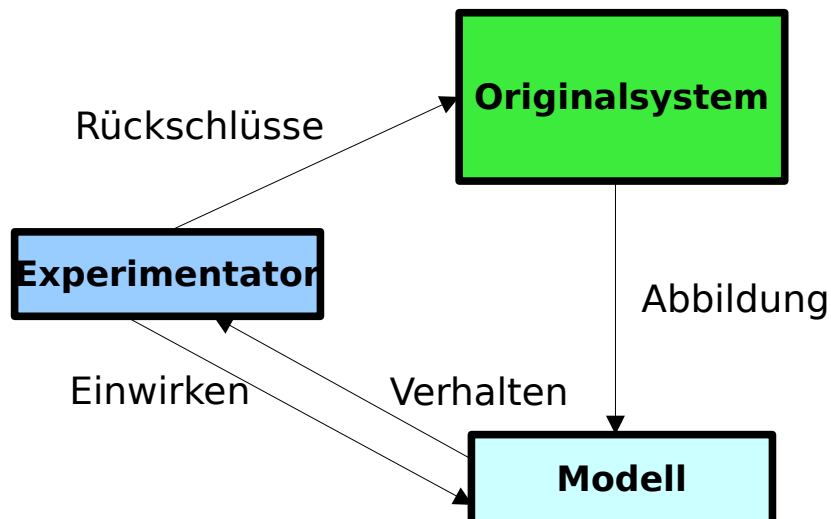 Originalsystem
Rückschlüsse
Experimentator
Abbildung
Einwirken
Verhalten
Modell